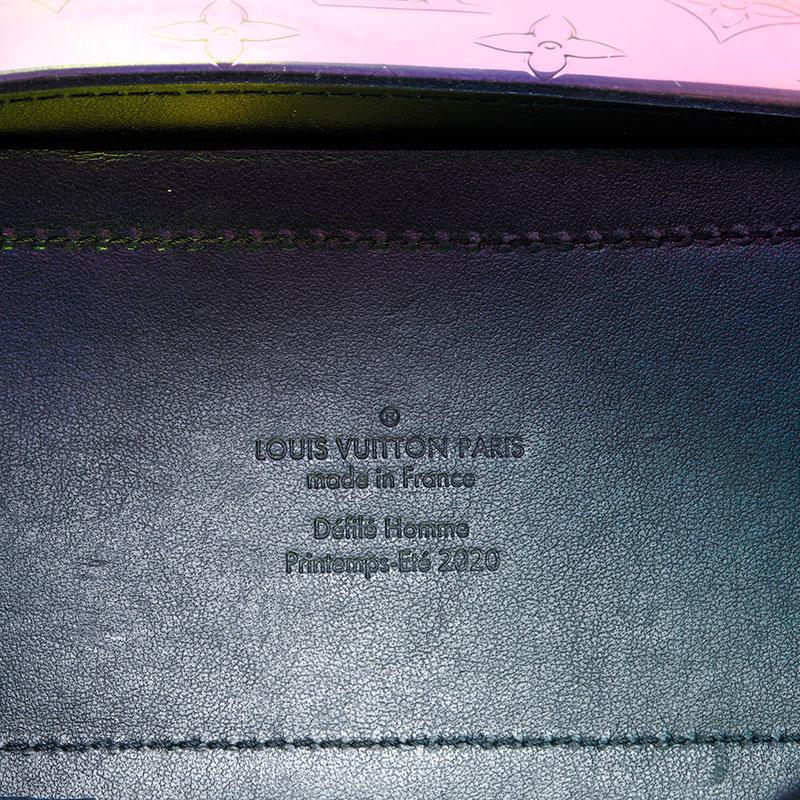 ®
LOUIS VUITTON PARIS
made in France
Défilé Homme
Printemps-Eté 2020